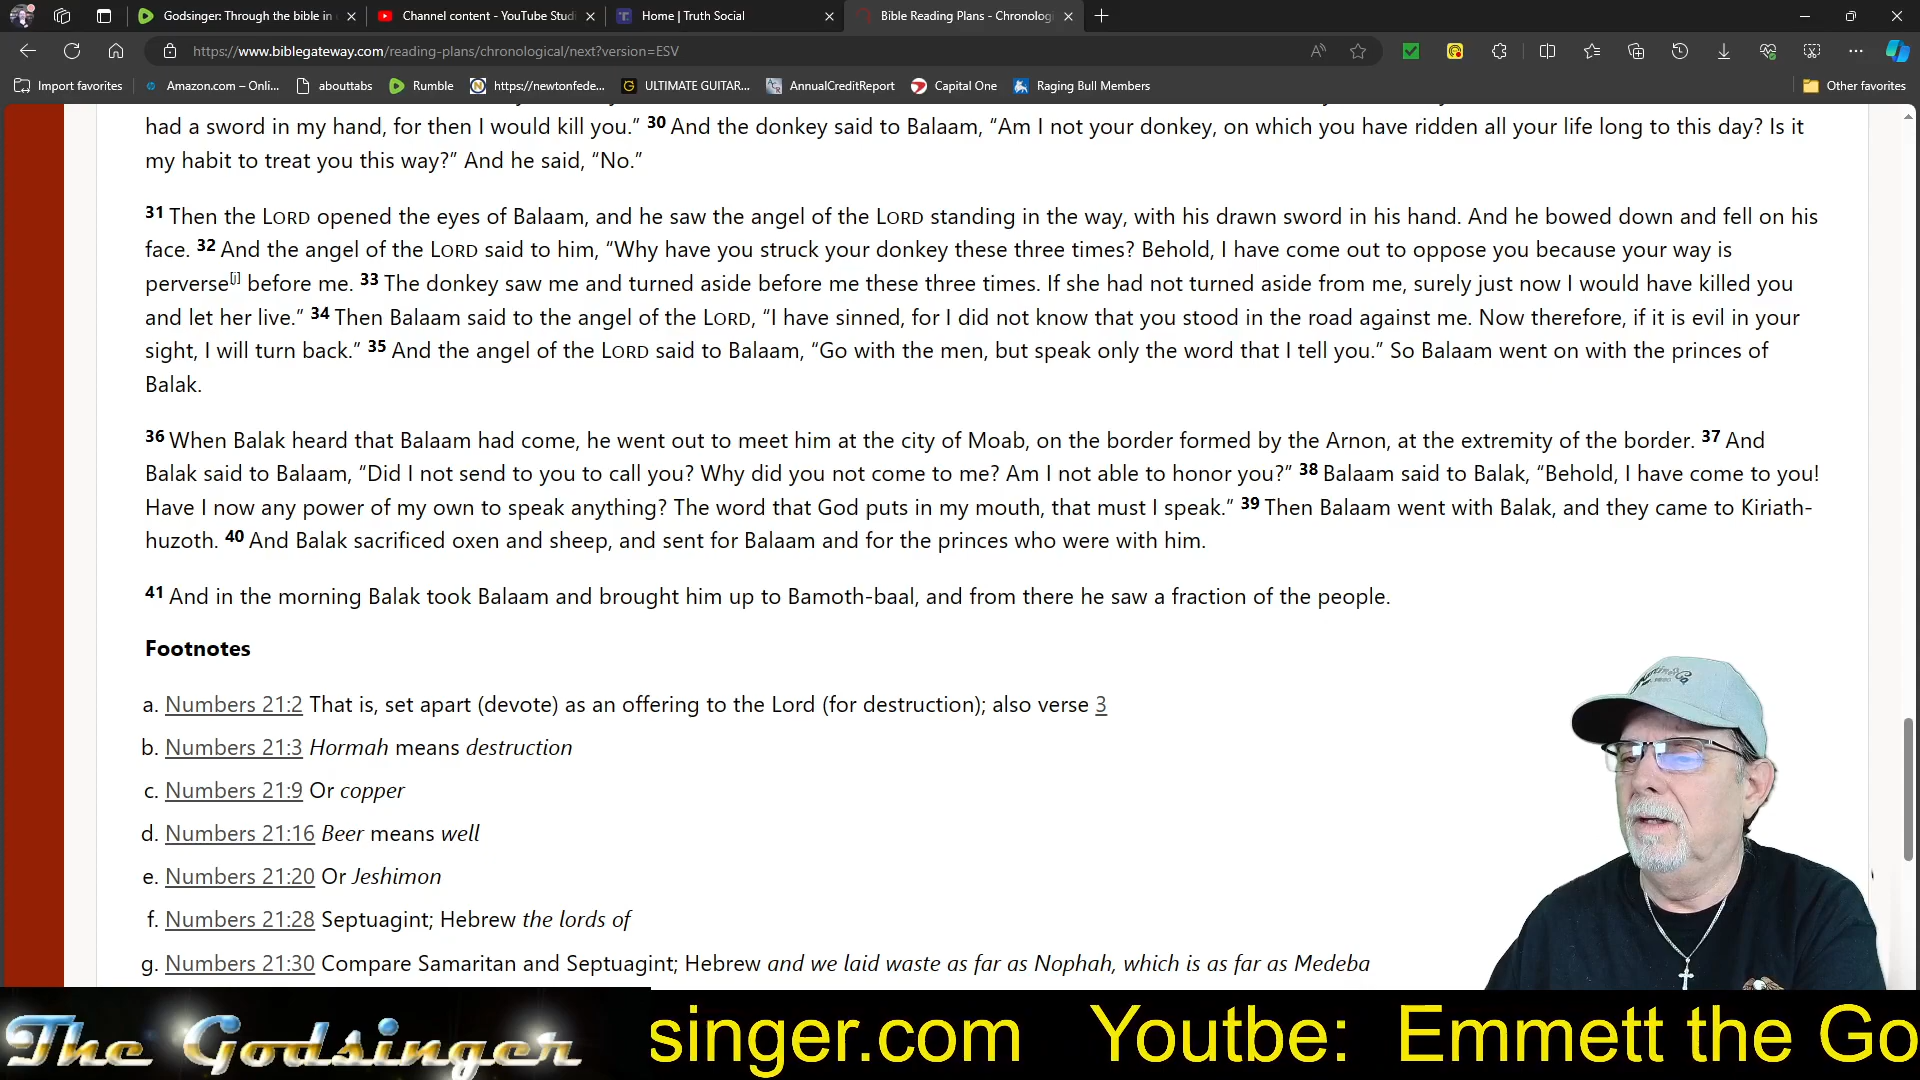 Godsinger: Through the bible in
Channel content - YouTube Studi
Home | Truth Social
Bible Reading Plans - Chronolog
https://www.biblegateway.com/reading-plans/chronological/next?version=ESV
Import favorites
Amazon.com – Onli...
abouttabs
Rumble
https://newtonfede...
ULTIMATE GUITAR...
AnnualCreditReport
Capital One
Raging Bull Members
Other favorites
had a sword in my hand, for then I would kill you.” 30 And the donkey said to Balaam, “Am I not your donkey, on which you have ridden all your life long to this day? Is it
my habit to treat you this way?” And he said, “No.”
31 Then the LORD opened the eyes of Balaam, and he saw the angel of the LORD standing in the way, with his drawn sword in his hand. And he bowed down and fell on his
face. 32 And the angel of the LORD said to him, “Why have you struck your donkey these three times? Behold, I have come out to oppose you because your way is
perverse[j] before me. 33 The donkey saw me and turned aside before me these three times. If she had not turned aside from me, surely just now I would have killed you
and let her live.” 34 Then Balaam said to the angel of the LORD, “I have sinned, for I did not know that you stood in the road against me. Now therefore, if it is evil in your
sight, I will turn back.” 35 And the angel of the LORD said to Balaam, “Go with the men, but speak only the word that I tell you.” So Balaam went on with the princes of
Balak.
36 When Balak heard that Balaam had come, he went out to meet him at the city of Moab, on the border formed by the Arnon, at the extremity of the border. 37 And
Balak said to Balaam, “Did I not send to you to call you? Why did you not come to me? Am I not able to honor you?” 38 Balaam said to Balak, “Behold, I have come to you!
Have I now any power of my own to speak anything? The word that God puts in my mouth, that must I speak.” 39 Then Balaam went with Balak, and they came to Kiriath-
huzoth. 40 And Balak sacrificed oxen and sheep, and sent for Balaam and for the princes who were with him.
41 And in the morning Balak took Balaam and brought him up to Bamoth-baal, and from there he saw a fraction of the people.
Footnotes
a. Numbers 21:2 That is, set apart (devote) as an offering to the Lord (for destruction); also verse 3
b. Numbers 21:3 Hormah means destruction
c. Numbers 21:9 Or copper
d. Numbers 21:16 Beer means well
e. Numbers 21:20 Or Jeshimon
f. Numbers 21:28 Septuagint; Hebrew the lords of
g. Numbers 21:30 Compare Samaritan and Septuagint; Hebrew and we laid waste as far as Nophah, which is as far as Medeba
The Godsinger
singer.com Youtbe: Emmett the Go